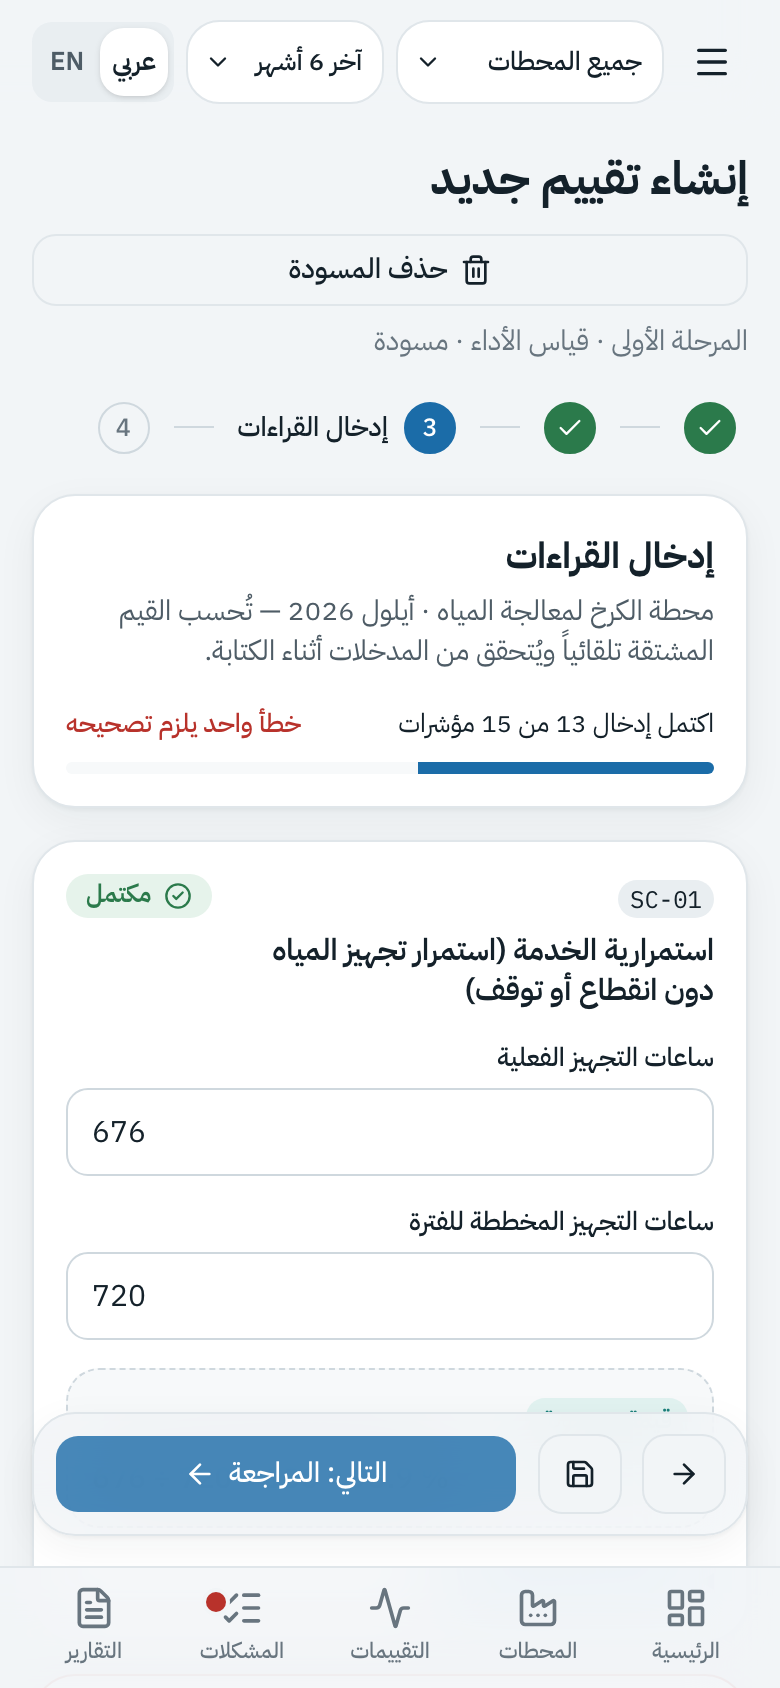 جميع المحطات
آخر 6 أشهر
عربي
EN
إنشاء تقييم جديد
حذف المسودة
المرحلة الأولى · قياس الأداء · مسودة
3 إدخال القراءات
4
إدخال القراءات
محطة الكرخ لمعالجة المياه · أيلول 2026 — تُحسب القيم
المشتقة تلقائياً ويُتحقق من المدخلات أثناء الكتابة.
اكتمل إدخال 13 من 15 مؤشرات
خطأ واحد يلزم تصحيحه
SC-01
مكتمل
استمرارية الخدمة (استمرار تجهيز المياه
دون انقطاع أو توقف)
ساعات التجهيز الفعلية
676
ساعات التجهيز المخططة للفترة
720
التالي: المراجعة
الرئيسية
المحطات
التقييمات
المشكلات
التقارير